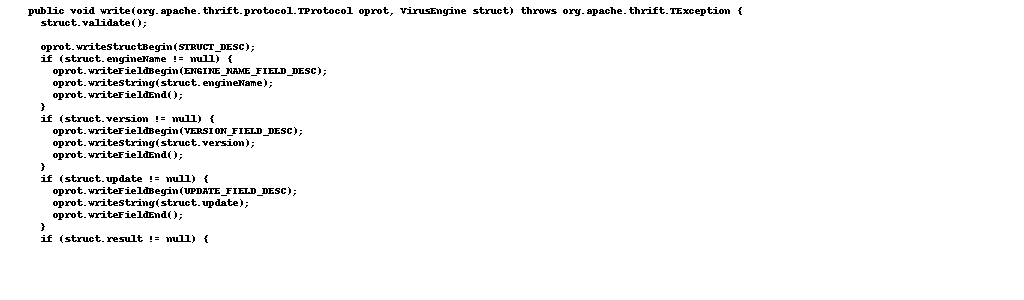 public void write(org.apache.thrift.protocol.TProtocol oprot, VirusEngine struct) throws org.apache.thrift.TException {
struct.validate();
oprot.writeStructBegin(STRUCT_DESC);
if (struct.engineName != null) {
oprot.writeFieldBegin(ENGINE_NAME_FIELD_DESC);
oprot.writeString(struct.engineName);
oprot.writeFieldEnd();
}
if (struct.version != null) {
oprot.writeFieldBegin(VERSION_FIELD_DESC);
oprot.writeString(struct.version);
oprot.writeFieldEnd();
}
if (struct.update != null) {
oprot.writeFieldBegin(UPDATE_FIELD_DESC);
oprot.writeString(struct.update);
oprot.writeFieldEnd();
}
if (struct.result != null) {